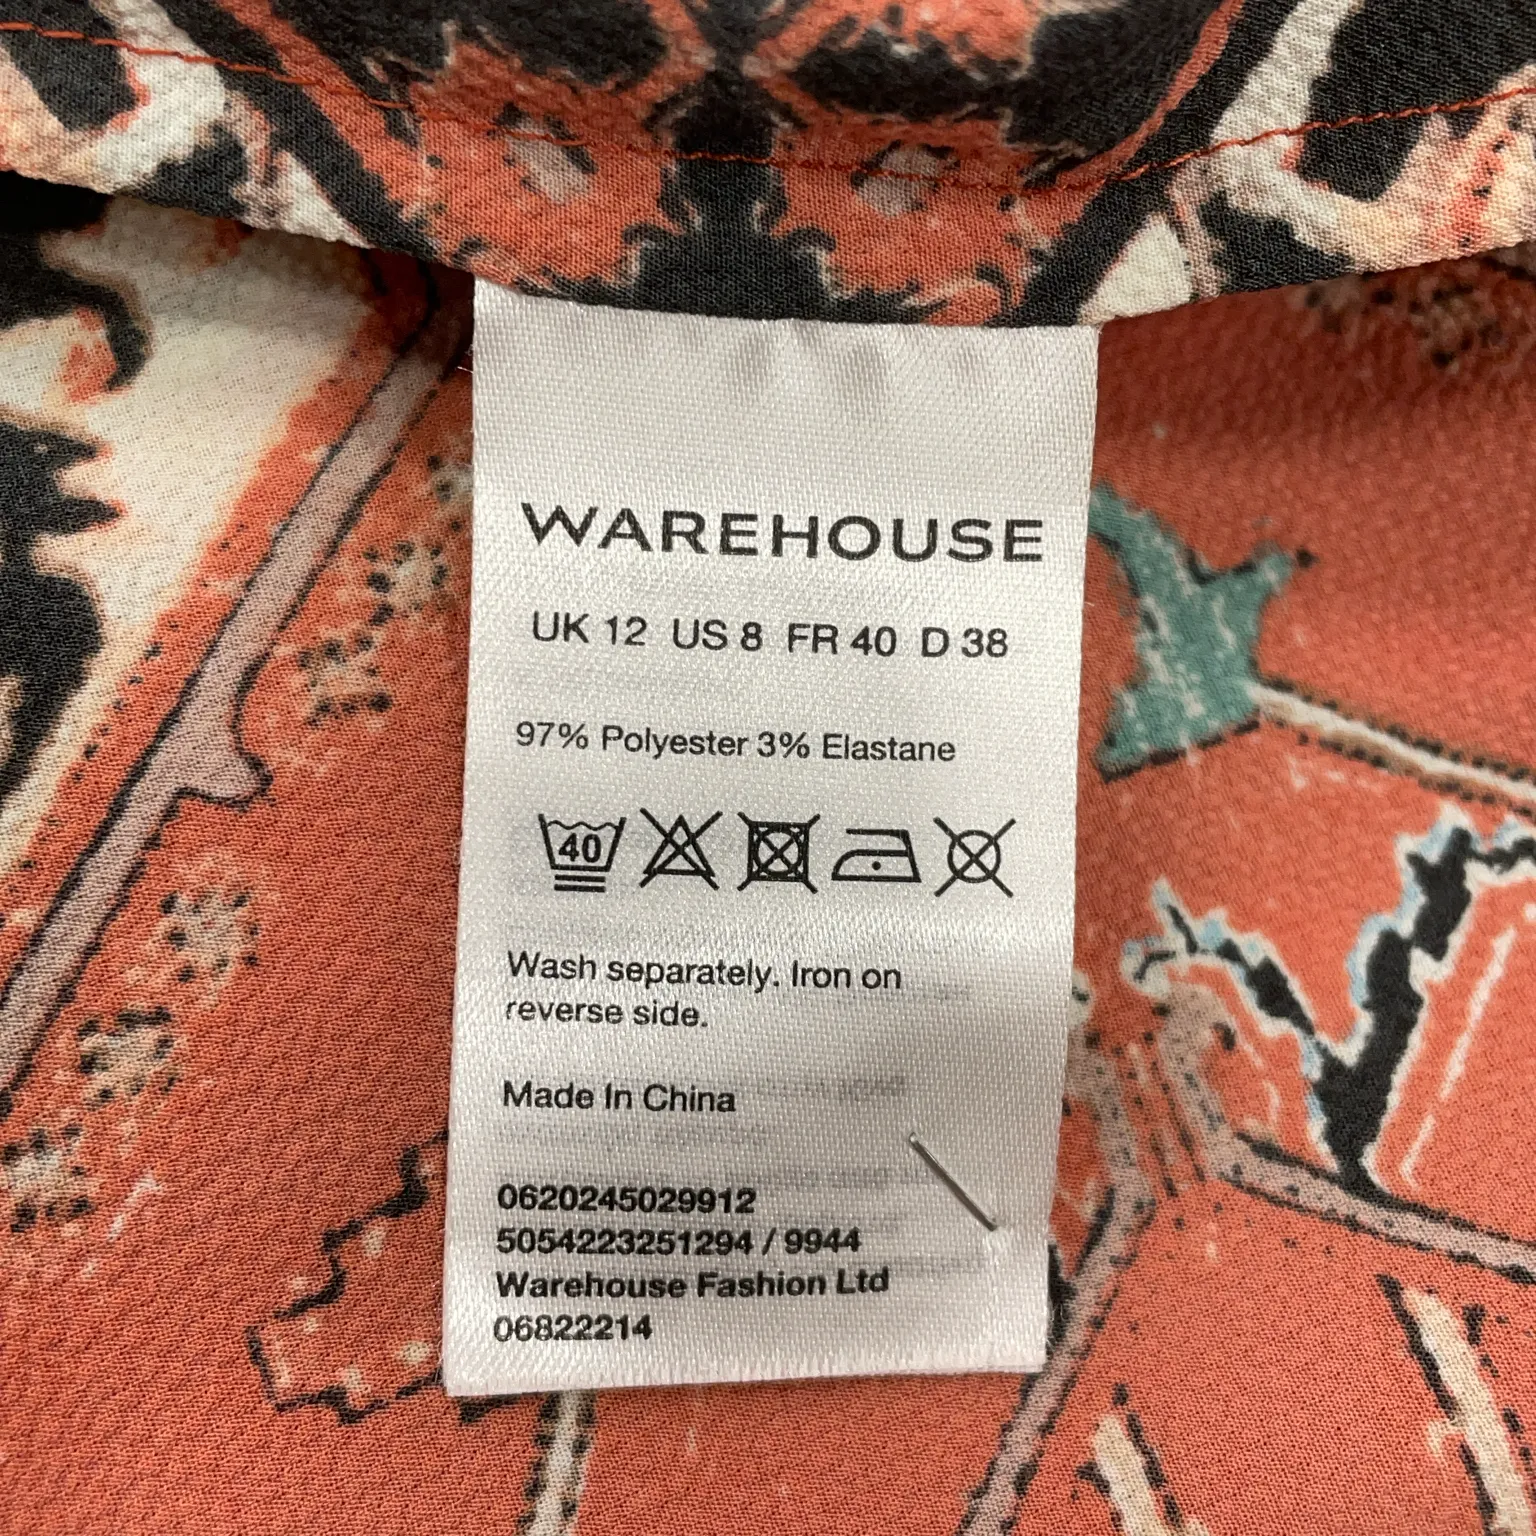 WAREHOUSE
UK 12 US 8 FR 40 D 38
97% Polyester 3% Elastane
40
Wash separately. Iron on
reverse side.
Made In China
0620245029912
5054223251294 / 9944
Warehouse Fashion Ltd
06822214